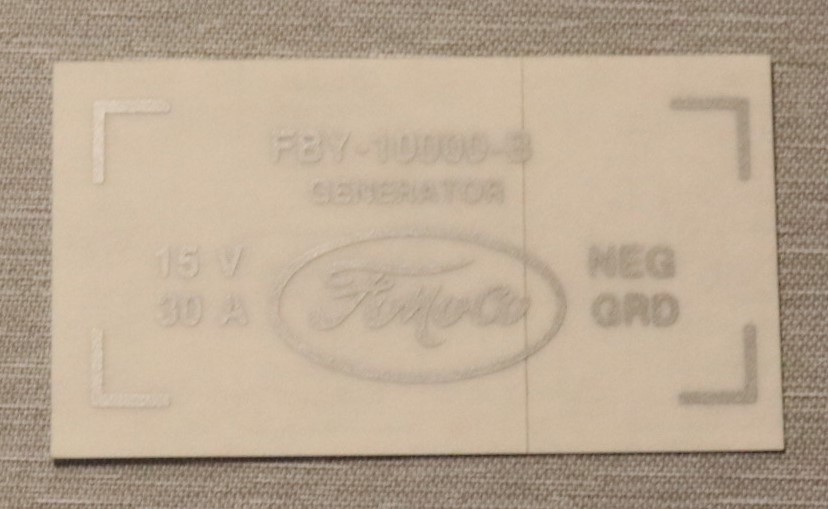 FBY-10000-B
GENERATOR
15 V
30 A
FoMoCo
NEG
GRD